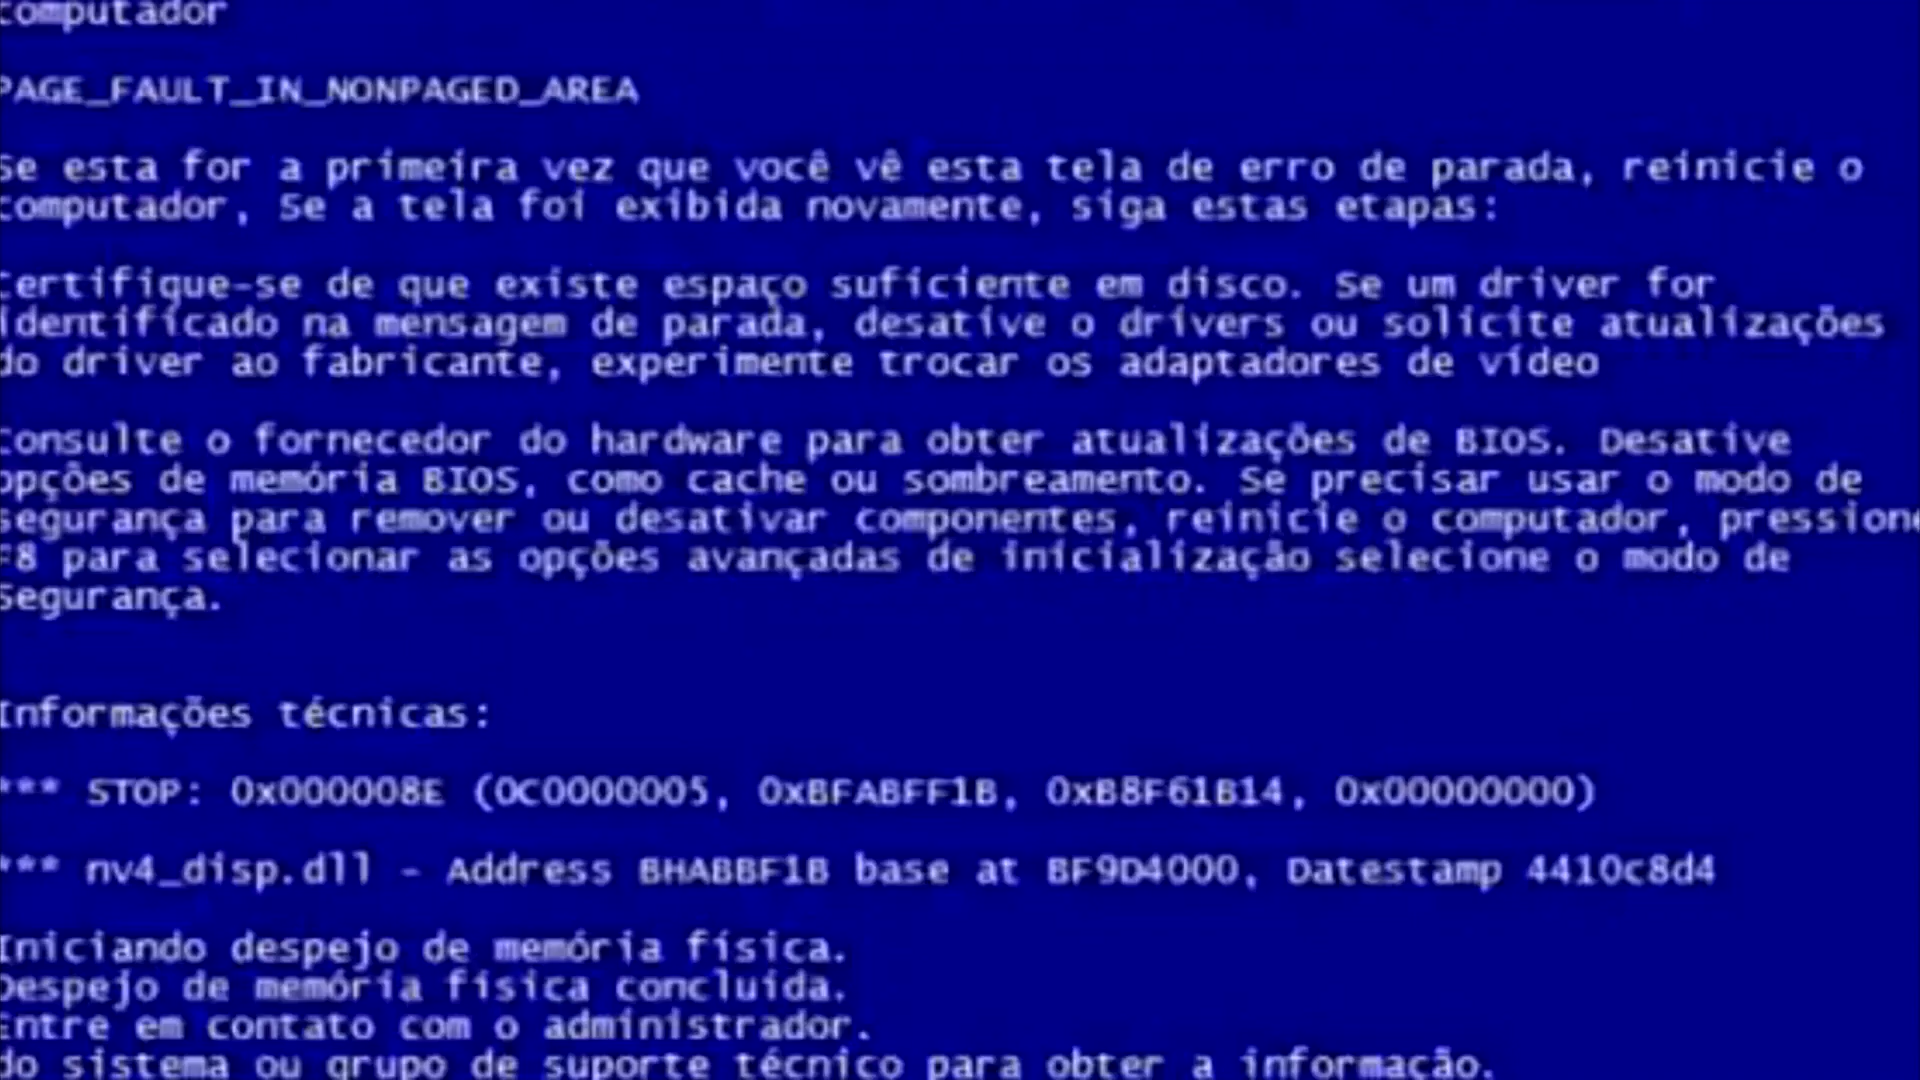 computador
PAGE_FAULT_IN_NONPAGED_AREA
Se esta for a primeira vez que você vê esta tela de erro de parada, reinicie o
computador, Se a tela foi exibida novamente, siga estas etapas:
Certifique-se de que existe espaço suficiente em disco. Se um driver for
identificado na mensagem de parada, desative o drivers ou solicite atualizações
do driver ao fabricante, experimente trocar os adaptadores de vídeo
Consulte o fornecedor do hardware para obter atualizações de BIOS. Desative
opções de memória BIOS, como cache ou sombreamento. Se precisar usar o modo de
segurança para remover ou desativar componentes, reinicie o computador, pressione
F8 para selecionar as opções avançadas de inicialização selecione o modo de
Segurança.
Informações técnicas:
*** STOP: 0x000008E (0C0000005, 0xBFABFF1B, 0xB8F61B14, 0x00000000)
*** nv4_disp.dll - Address BHABBF1B base at BF9D4000, Datestamp 4410c8d4
Iniciando despejo de memória física.
Despejo de memória física concluída.
Entre em contato com o administrador.
do sistema ou grupo de suporte técnico para obter a informação.